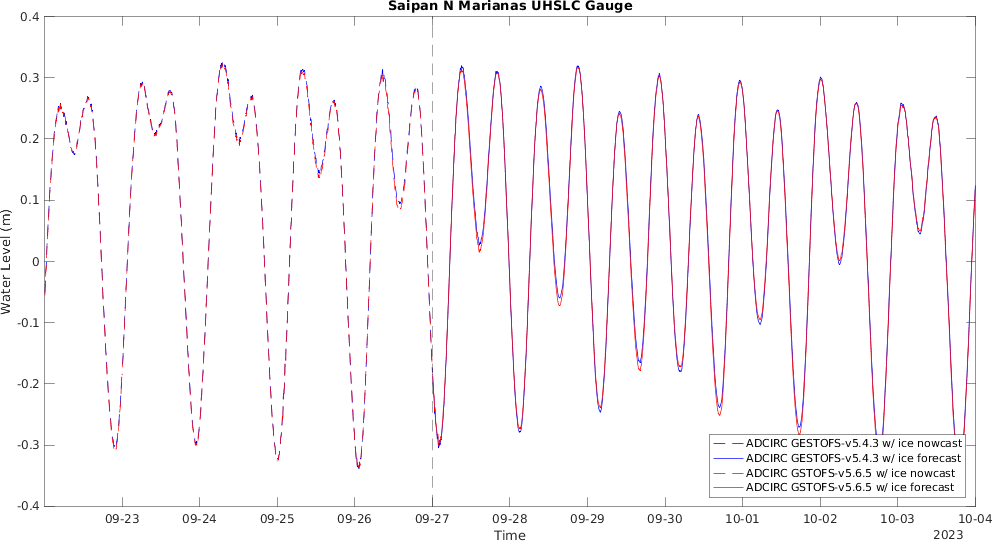 Saipan N Marianas UHSLC Gauge
Water Level (m)
0.4
0.3
0.2
0.1
0
-0.1
-0.2
-0.3
-0.4
ADCIRC GESTOFS-v5.4.3 w/ ice nowcast
ADCIRC GESTOFS-v5.4.3 w/ ice forecast
ADCIRC GSTOFS-v5.6.5 w/ ice nowcast
ADCIRC GSTOFS-v5.6.5 w/ ice forecast
09-23 09-24 09-25 09-26 09-27 09-28 09-29 09-30 10-01 10-02 10-03 10-04
Time
2023